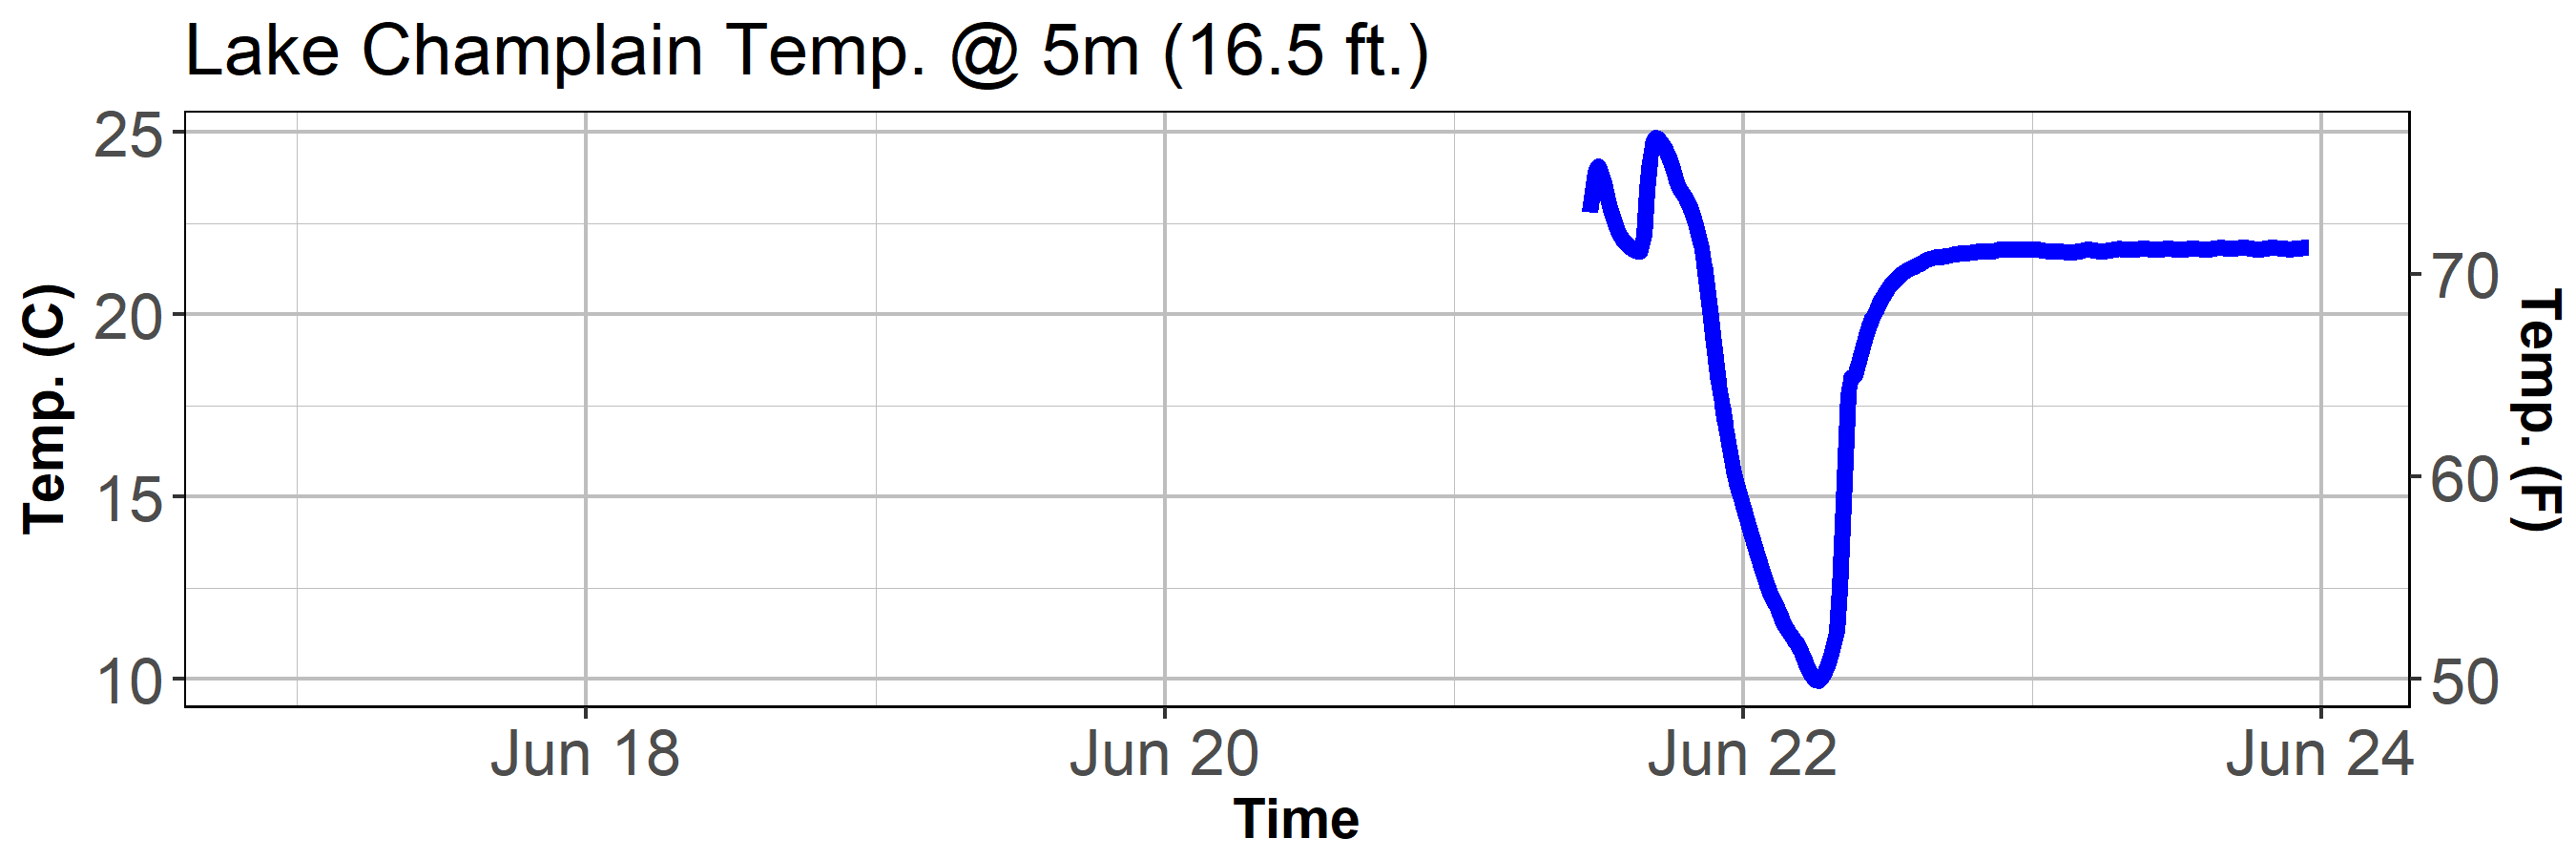 Lake Champlain Temp. @ 5m (16.5 ft.)
Temp. (C)
25
20
15
10
70
60
50
Temp. (F)
Jun 18
Jun 20
Jun 22
Jun 24
Time